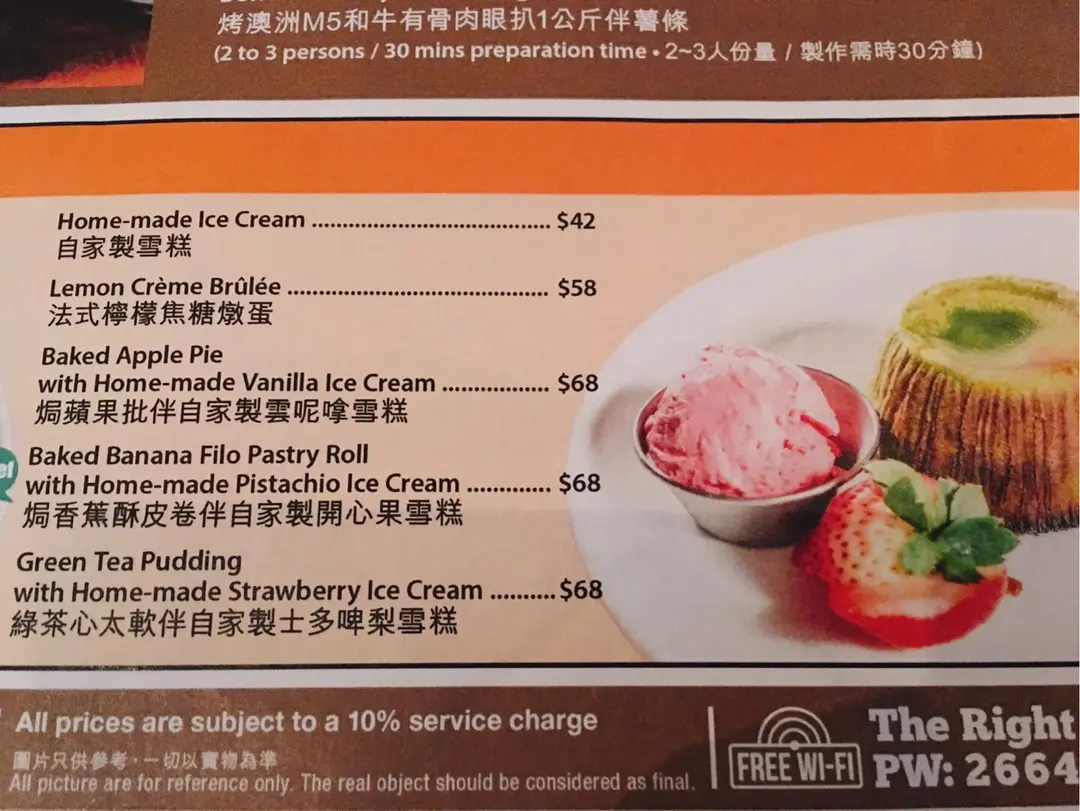 烤澳洲M5和牛有骨肉眼扒1公斤伴薯條
(2 to 3 persons / 30 mins preparation time • 2~3人份量 / 製作需時30分鐘)
Home-made Ice Cream .................................. $42
自家製雪糕
Lemon Crème Brûlée ..................................... $58
法式檸檬焦糖燉蛋
Baked Apple Pie
with Home-made Vanilla Ice Cream ............... $68
焗蘋果批伴自家製雲呢嗱雪糕
Baked Banana Filo Pastry Roll
with Home-made Pistachio Ice Cream ............ $68
焗香蕉酥皮卷伴自家製開心果雪糕
Green Tea Pudding
with Home-made Strawberry Ice Cream .......... $68
綠茶心太軟伴自家製士多啤梨雪糕
All prices are subject to a 10% service charge
圖片只供參考，一切以實物為準
All picture are for reference only. The real object should be considered as final.
FREE WI-FI
The Right
PW: 2664